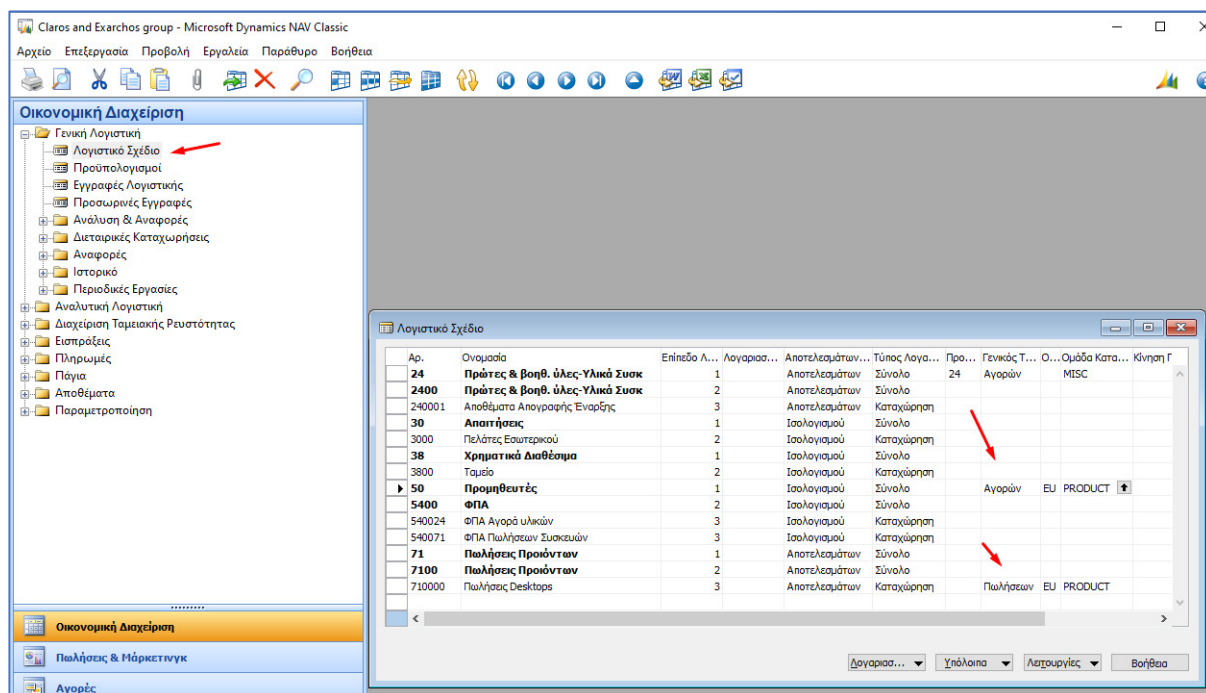 Claros and Exarchos group - Microsoft Dynamics NAV Classic
Αρχείο Επεξεργασία Προβολή Εργαλεία Παράθυρο Βοήθεια
Οικονομική Διαχείριση
Γενική Λογιστική
Λογιστικό Σχέδιο
Προϋπολογισμοί
Εγγραφές Λογιστικής
Προσωρινές Εγγραφές
Ανάλυση & Αναφορές
Διεταιρικές Καταχωρήσεις
Αναφορές
Ιστορικό
Περιοδικές Εργασίες
Αναλυτική Λογιστική
Διαχείριση Ταμειακής Ρευστότητας
Εισπράξεις
Πληρωμές
Πάγια
Αποθέματα
Παραμετροποίηση
Οικονομική Διαχείριση
Πωλήσεις & Μάρκετινγκ
Αγορές
Λογιστικό Σχέδιο
Αρ. Ονομασία Επίπεδο Λ... Λογαριασ... Αποτελεσμάτων... Τύπος Λογα... Προ... Γενικός Τ... Ο... Ομάδα Κατα... Κίνηση Γ
24 Πρώτες & βοηθ. ύλες-Υλικά Συσκ 1 Αποτελεσμάτων Σύνολο 24 Αγορών MISC
2400 Πρώτες & βοηθ. ύλες-Υλικά Συσκ 2 Αποτελεσμάτων Σύνολο
240001 Αποθέματα Απογραφής Έναρξης 3 Αποτελεσμάτων Καταχώρηση
30 Απαιτήσεις 1 Ισολογισμού Σύνολο
3000 Πελάτες Εσωτερικού 2 Ισολογισμού Καταχώρηση
38 Χρηματικά Διαθέσιμα 1 Ισολογισμού Σύνολο
3800 Ταμείο 2 Ισολογισμού Καταχώρηση
50 Προμηθευτές 1 Ισολογισμού Σύνολο Αγορών EU PRODUCT
5400 ΦΠΑ 2 Ισολογισμού Σύνολο
540024 ΦΠΑ Αγορά υλικών 3 Ισολογισμού Καταχώρηση
540071 ΦΠΑ Πωλήσεων Συσκευών 3 Ισολογισμού Καταχώρηση
71 Πωλήσεις Προιόντων 1 Αποτελεσμάτων Σύνολο
7100 Πωλήσεις Προιόντων 2 Αποτελεσμάτων Σύνολο
710000 Πωλήσεις Desktops 3 Αποτελεσμάτων Καταχώρηση Πωλήσεων EU PRODUCT
Λογαριασ... Υπόλοιπα Λειτουργίες Βοήθεια